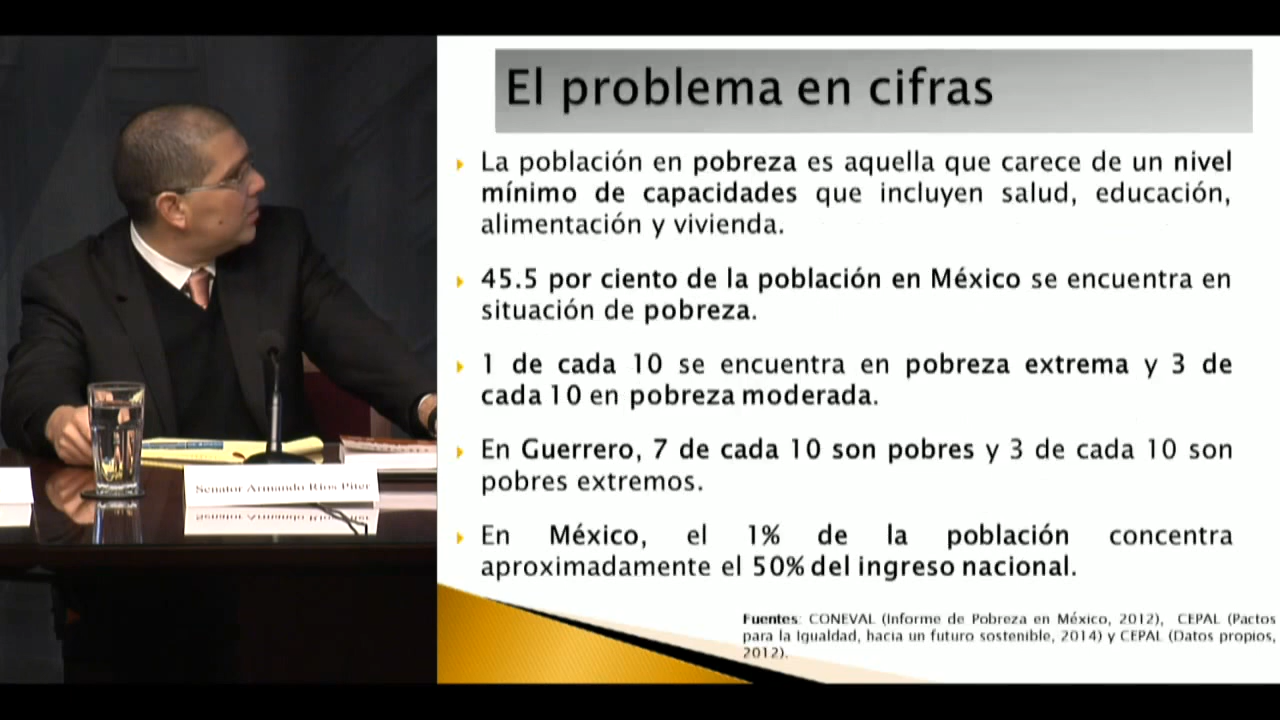 El problema en cifras
La población en pobreza es aquella que carece de un nivel
mínimo de capacidades que incluyen salud, educación,
alimentación y vivienda.
45.5 por ciento de la población en México se encuentra en
situación de pobreza.
1 de cada 10 se encuentra en pobreza extrema y 3 de
cada 10 en pobreza moderada.
En Guerrero, 7 de cada 10 son pobres y 3 de cada 10 son
pobres extremos.
En México, el 1% de la población concentra
aproximadamente el 50% del ingreso nacional.
Fuentes: CONEVAL (Informe de Pobreza en México, 2012), CEPAL (Pactos
para la Igualdad, hacia un futuro sostenible, 2014) y CEPAL (Datos propios,
2012).
Senator Armando Ríos Piter